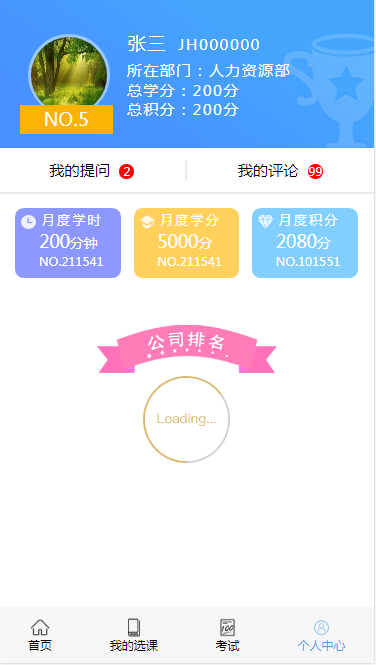 张三 JH000000
所在部门：人力资源部
总学分：200分
总积分：200分
NO.5
我的提问 2
我的评论 99
月度学时
200分钟
NO.211541
月度学分
5000分
NO.211541
月度积分
2080分
NO.101551
公司排名
Loading...
首页
我的选课
100
考试
个人中心